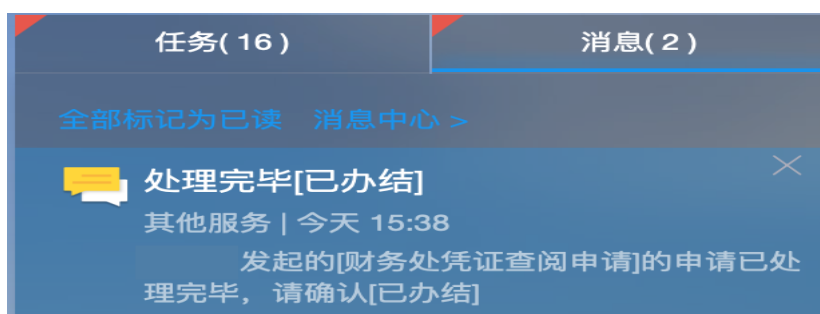 任务(16)
消息(2)
全部标记为已读 消息中心 >
处理完毕[已办结]
其他服务 | 今天 15:38
发起的[财务处凭证查阅申请]的申请已处
理完毕，请确认[已办结]